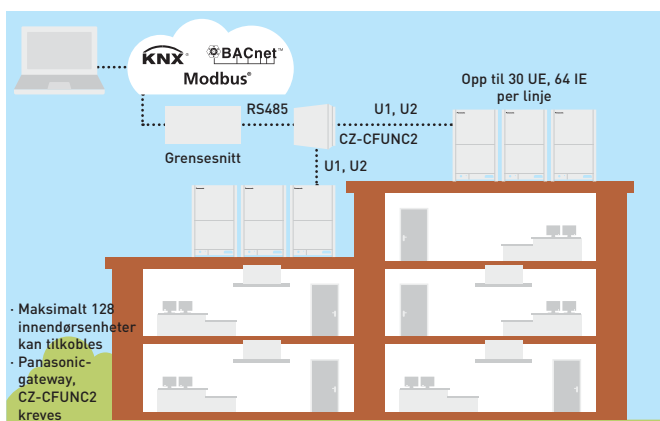 KNX®
BACnet™
Modbus®
Opp til 30 UE, 64 IE
per linje
RS485
U1, U2
CZ-CFUNC2
Grensesnitt
U1, U2
· Maksimalt 128
innendørsenheter
kan tilkobles
· Panasonic-
gateway,
CZ-CFUNC2
kreves